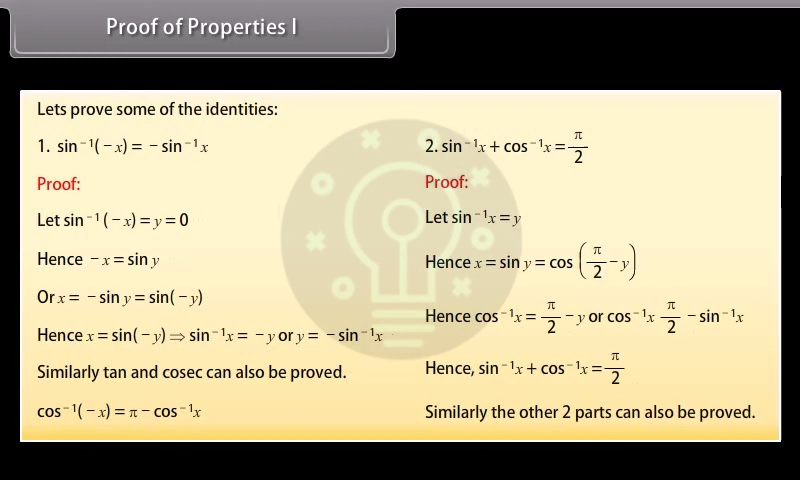 Proof of Properties I
Lets prove some of the identities:
1. sin⁻¹(−x) = −sin⁻¹x
Proof:
Let sin⁻¹(−x) = y = 0
Hence −x = sin y
Or x = −sin y = sin(−y)
Hence x = sin(−y) ⇒ sin⁻¹x = −y or y = −sin⁻¹x
Similarly tan and cosec can also be proved.
cos⁻¹(−x) = π − cos⁻¹x
2. sin⁻¹x + cos⁻¹x = π/2
Proof:
Let sin⁻¹x = y
Hence x = sin y = cos (π/2 − y)
Hence cos⁻¹x = π/2 − y or cos⁻¹x π/2 − sin⁻¹x
Hence, sin⁻¹x + cos⁻¹x = π/2
Similarly the other 2 parts can also be proved.